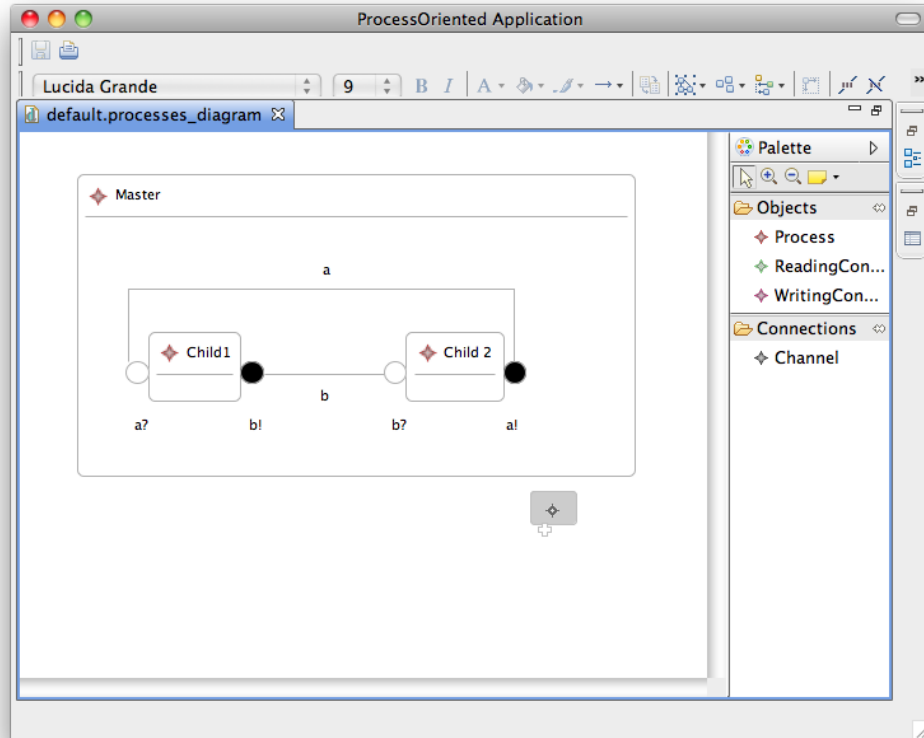 ProcessOriented Application
Lucida Grande 9 B I A »
default.processes_diagram
Palette
Master
Objects
Process
ReadingCon...
WritingCon...
Connections
Channel
a
Child1
Child 2
b
a? b! b? a!